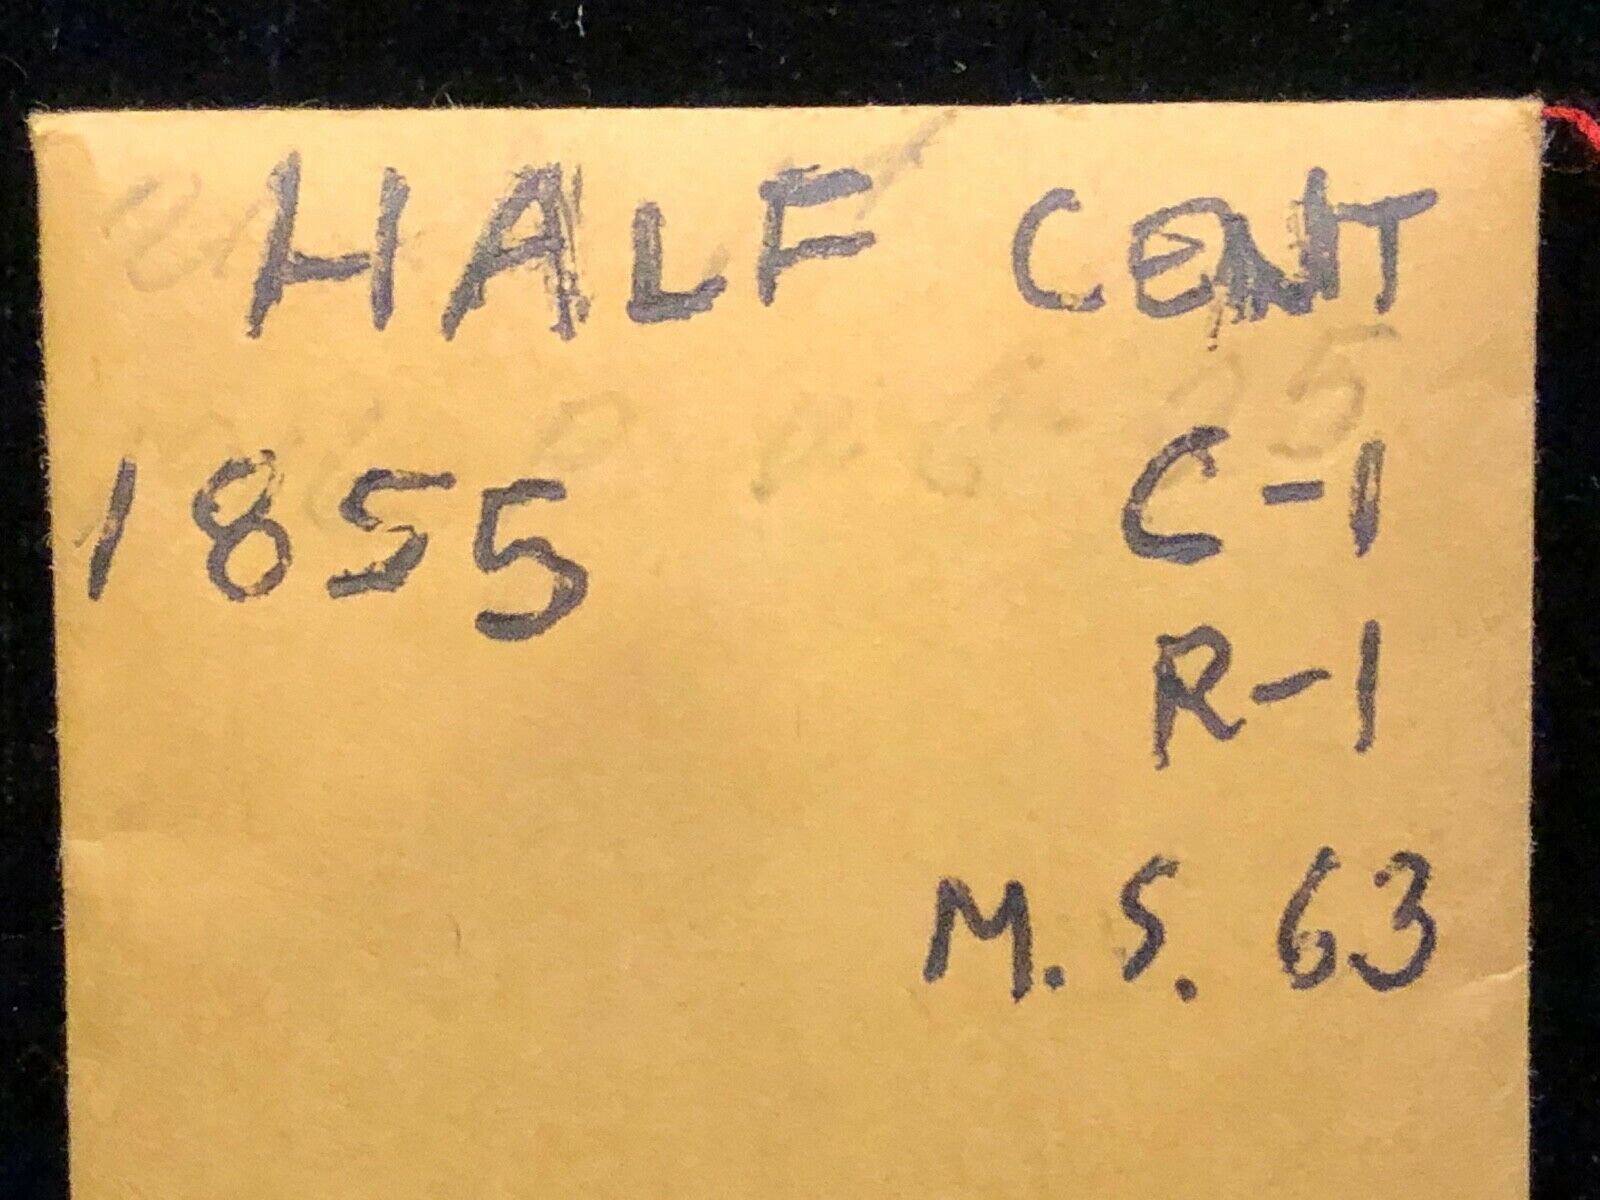 HALF CENT
1855 C-1
R-1
M.S. 63